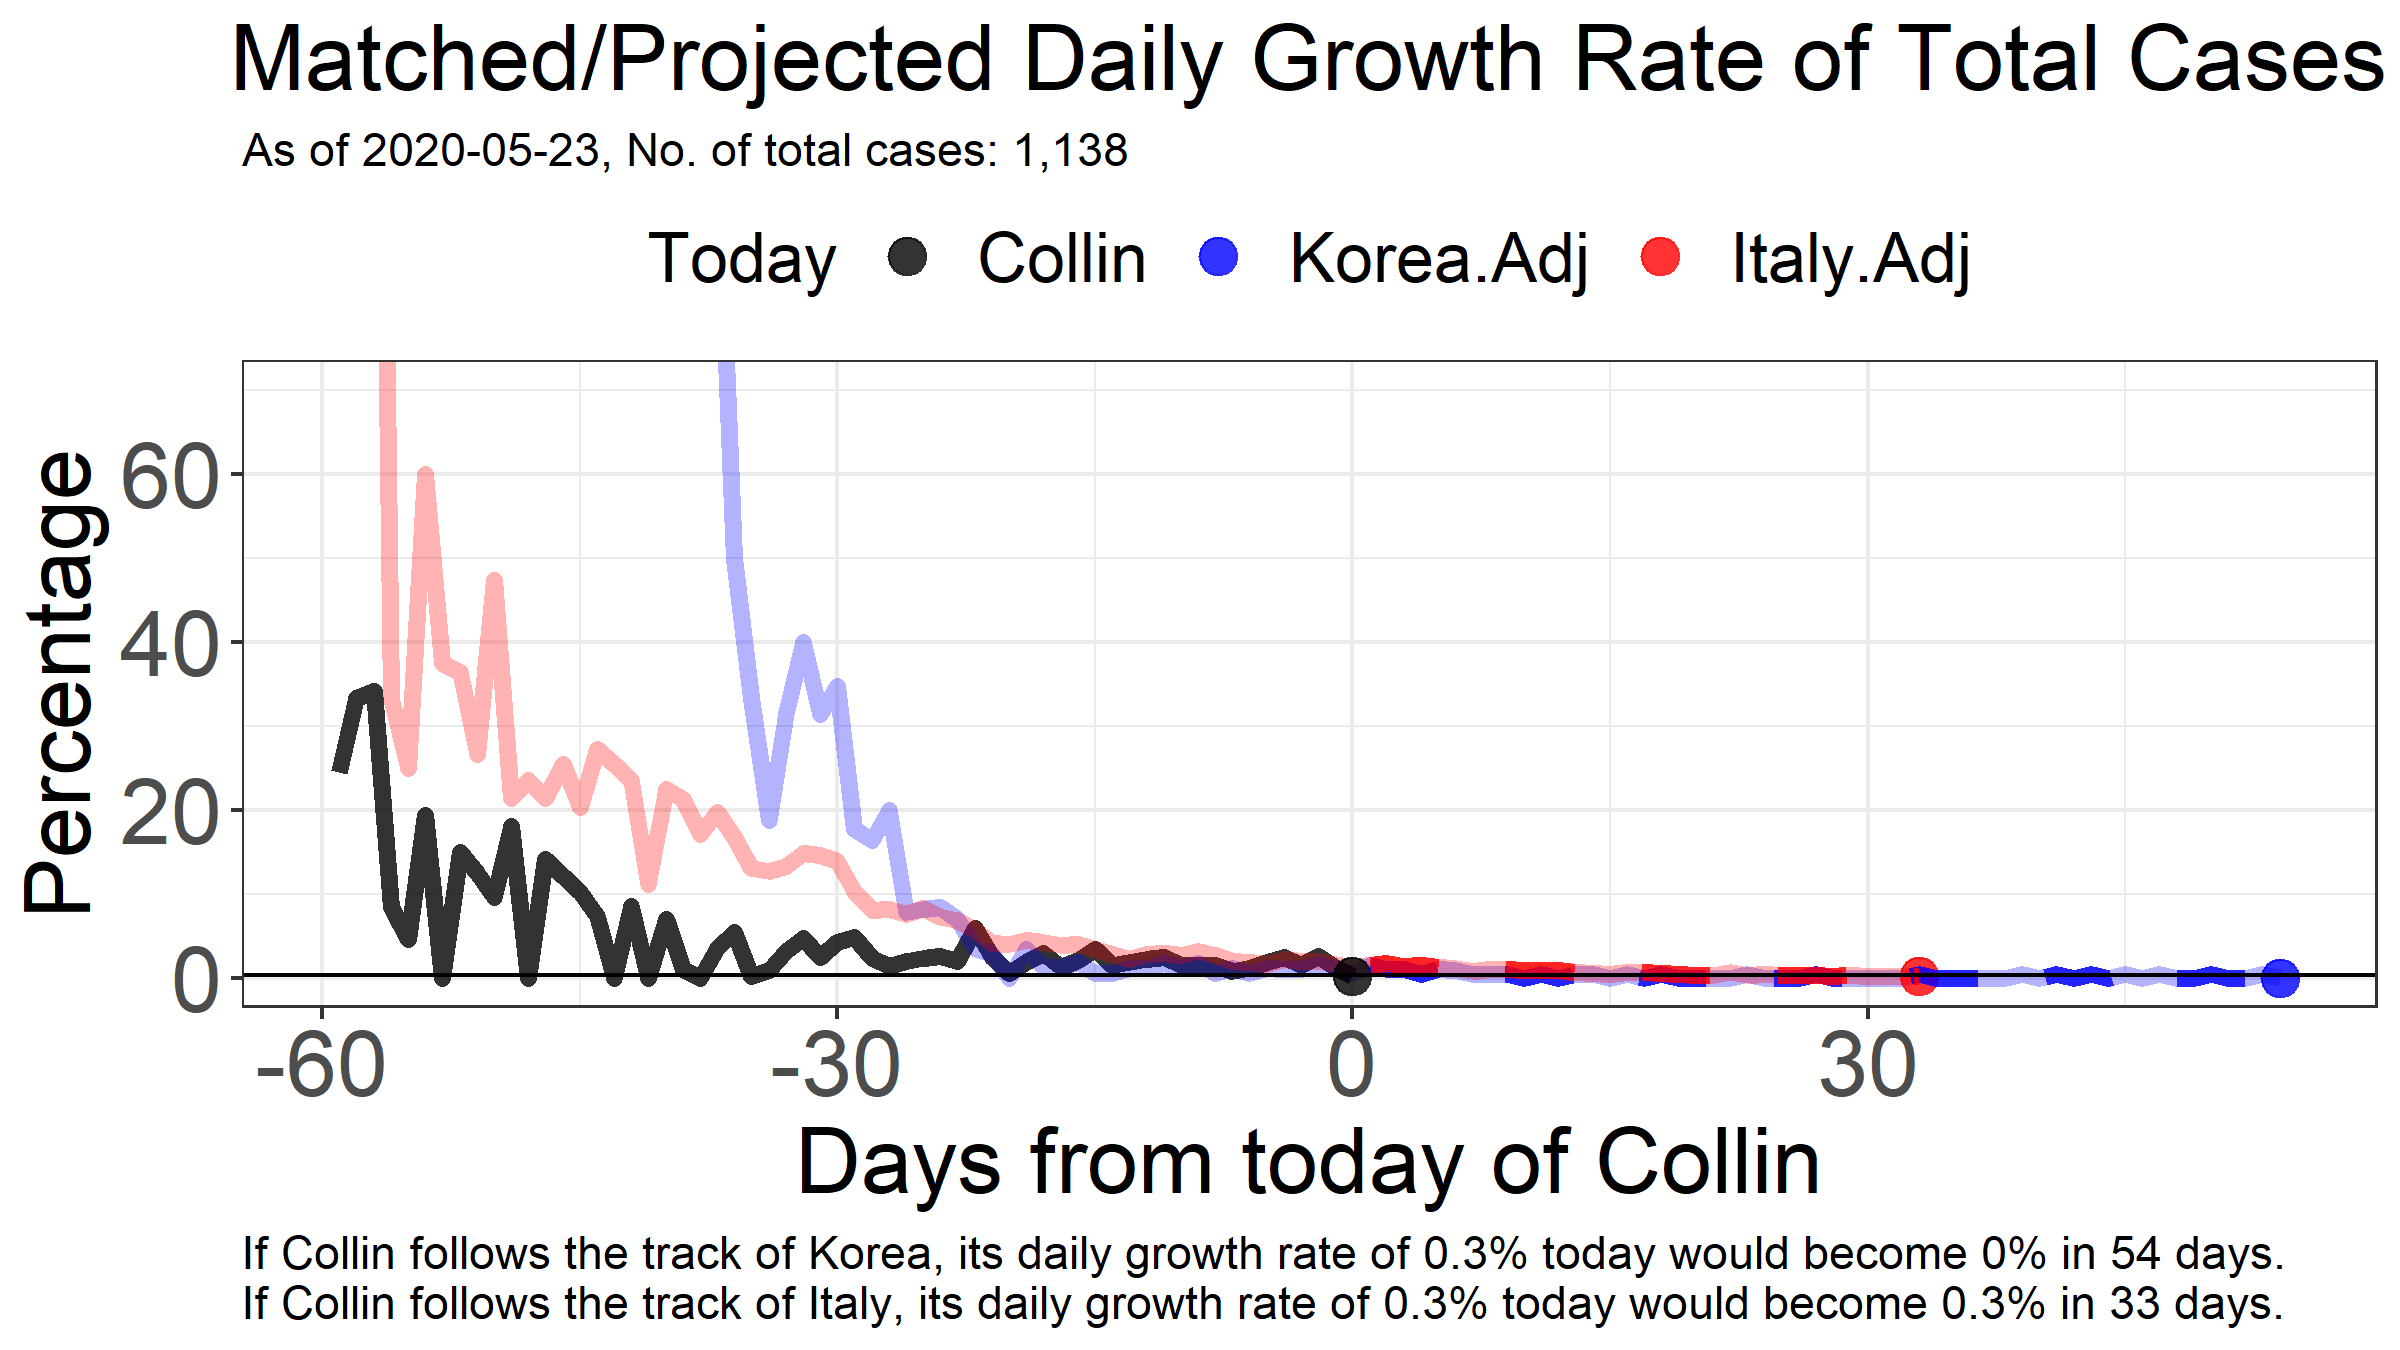 Matched/Projected Daily Growth Rate of Total Cases
As of 2020-05-23, No. of total cases: 1,138
Today Collin Korea.Adj Italy.Adj
Percentage
60
40
20
0
-60 -30 0 30
Days from today of Collin
If Collin follows the track of Korea, its daily growth rate of 0.3% today would become 0% in 54 days.
If Collin follows the track of Italy, its daily growth rate of 0.3% today would become 0.3% in 33 days.